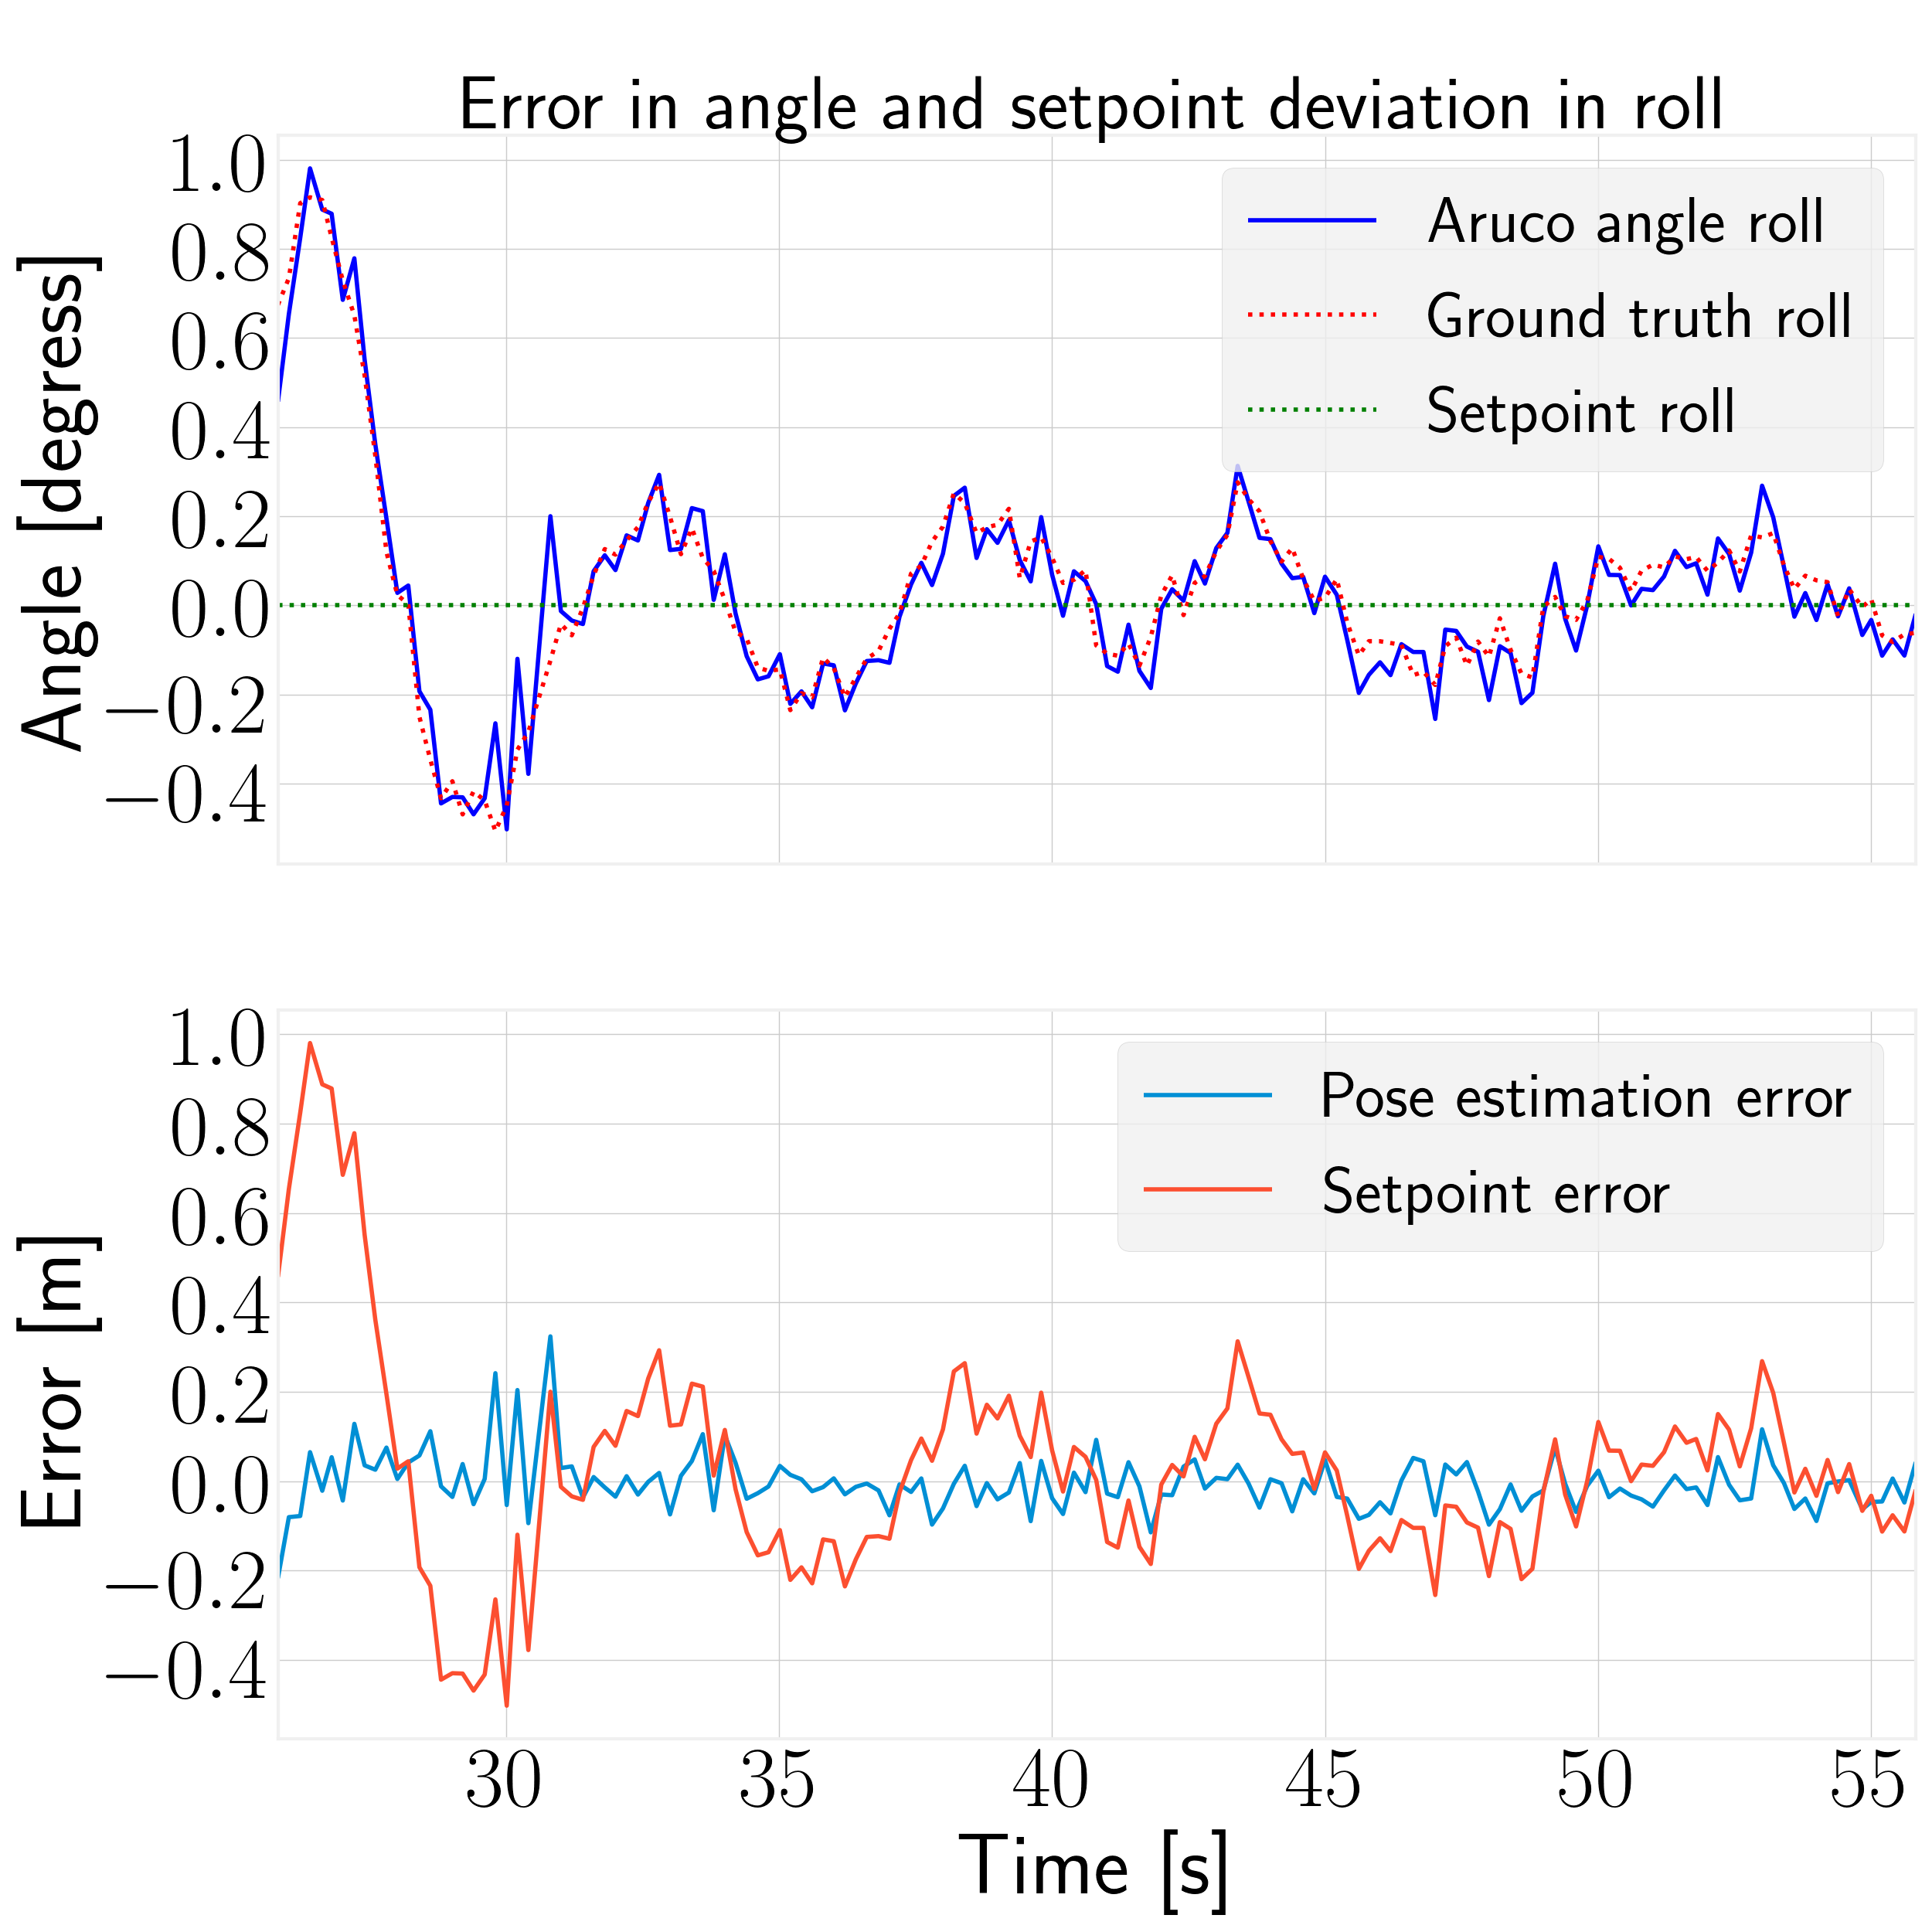 Error in angle and setpoint deviation in roll
Angle [degress]
1.0
0.8
0.6
0.4
0.2
0.0
−0.2
−0.4
Aruco angle roll
Ground truth roll
Setpoint roll
Error [m]
1.0
0.8
0.6
0.4
0.2
0.0
−0.2
−0.4
Pose estimation error
Setpoint error
30 35 40 45 50 55
Time [s]